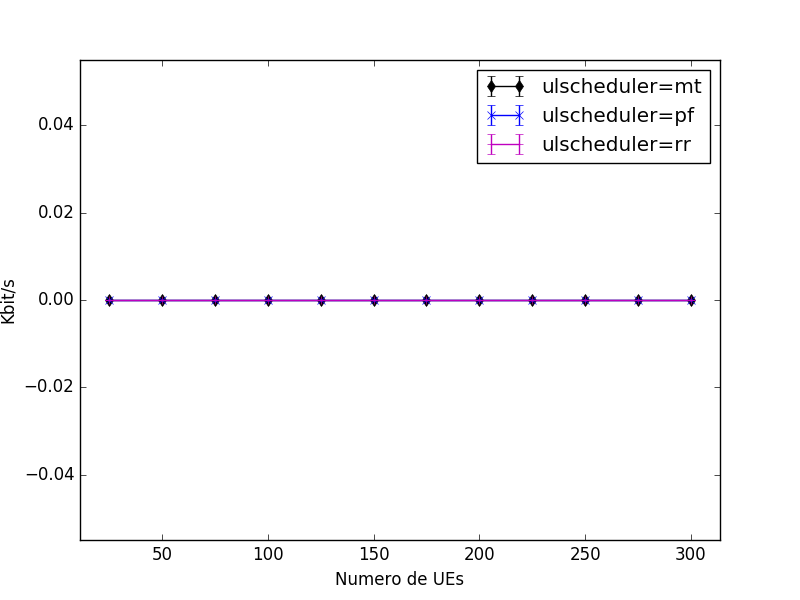 ulscheduler=mt
ulscheduler=pf
ulscheduler=rr
0.04
0.02
0.00
−0.02
−0.04
Kbit/s
50 100 150 200 250 300
Numero de UEs